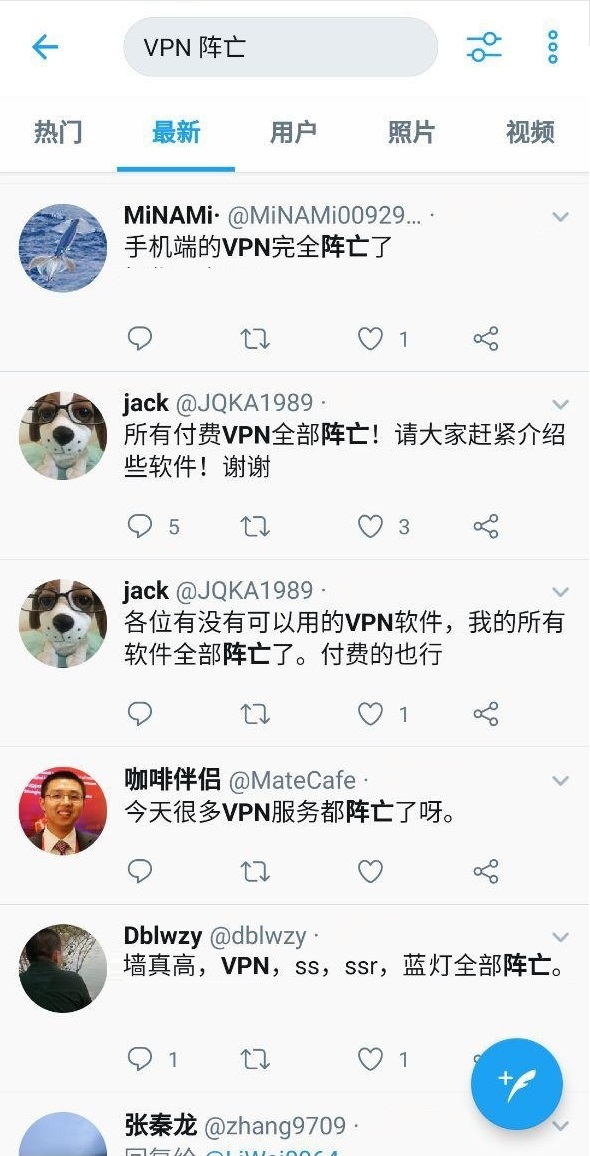 VPN 阵亡
热门 最新 用户 照片 视频
MiNAMi· @MiNAMi00929… ·
手机端的VPN完全阵亡了
1
jack @JQKA1989 ·
所有付费VPN全部阵亡！请大家赶紧介绍
些软件！谢谢
5 3
jack @JQKA1989 ·
各位有没有可以用的VPN软件，我的所有
软件全部阵亡了。付费的也行
1
咖啡伴侣 @MateCafe ·
今天很多VPN服务都阵亡了呀。
Dblwzy @dblwzy ·
墙真高，VPN，ss，ssr，蓝灯全部阵亡。
1 1
张秦龙 @zhang9709 ·